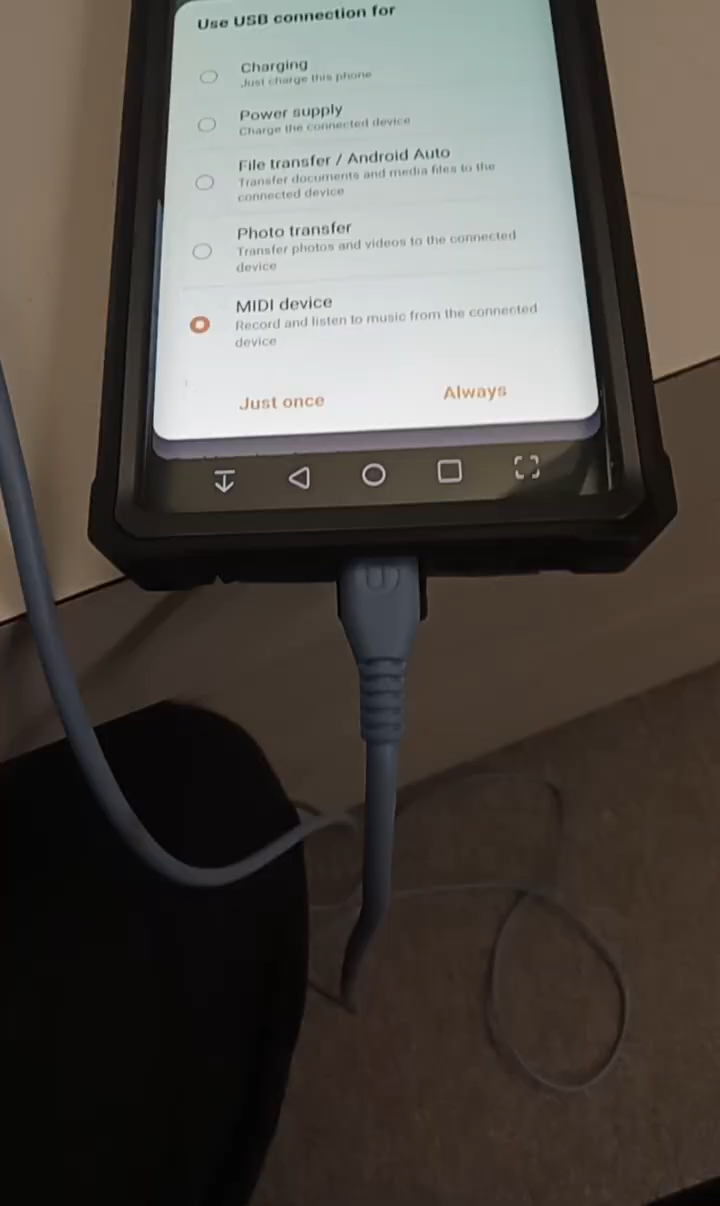 Use USB connection for
Charging
Just charge this phone
Power supply
Charge the connected device
File transfer / Android Auto
Transfer documents and media files to the
connected device
Photo transfer
Transfer photos and videos to the connected
device
MIDI device
Record and listen to music from the connected
device
Just once
Always